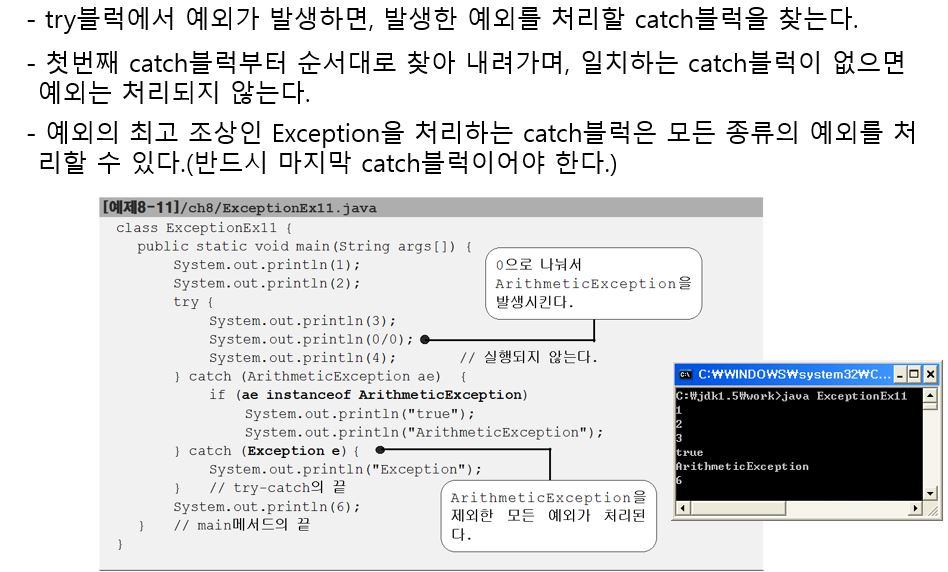 - try블럭에서 예외가 발생하면, 발생한 예외를 처리할 catch블럭을 찾는다.
- 첫번째 catch블럭부터 순서대로 찾아 내려가며, 일치하는 catch블럭이 없으면
예외는 처리되지 않는다.
- 예외의 최고 조상인 Exception을 처리하는 catch블럭은 모든 종류의 예외를 처
리할 수 있다.(반드시 마지막 catch블럭이어야 한다.)
[예제8-11]/ch8/ExceptionEx11.java
class ExceptionEx11 {
public static void main(String args[]) {
System.out.println(1);
System.out.println(2);
try {
System.out.println(3);
System.out.println(0/0);
System.out.println(4); // 실행되지 않는다.
} catch (ArithmeticException ae) {
if (ae instanceof ArithmeticException)
System.out.println("true");
System.out.println("ArithmeticException");
} catch (Exception e) {
System.out.println("Exception");
} // try-catch의 끝
System.out.println(6);
} // main메서드의 끝
}
0으로 나눠서
ArithmeticException을
발생시킨다.
ArithmeticException을
제외한 모든 예외가 처리된
다.
C:\WINDOWS\system32\C...
C:\jdk1.5\work>java ExceptionEx11
1
2
3
true
ArithmeticException
6